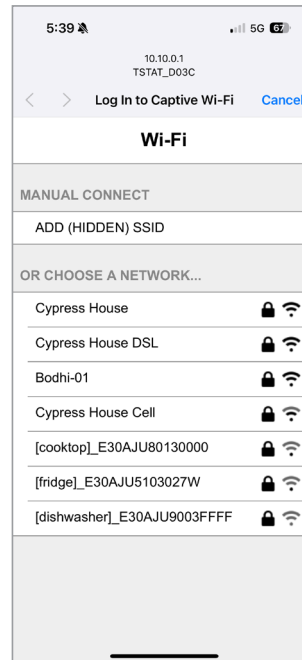 5:39
5G 67
10.10.0.1
TSTAT_D03C
Log In to Captive Wi-Fi Cancel
Wi-Fi
MANUAL CONNECT
ADD (HIDDEN) SSID
OR CHOOSE A NETWORK...
Cypress House
Cypress House DSL
Bodhi-01
Cypress House Cell
[cooktop]_E30AJU80130000
[fridge]_E30AJU5103027W
[dishwasher]_E30AJU9003FFFF